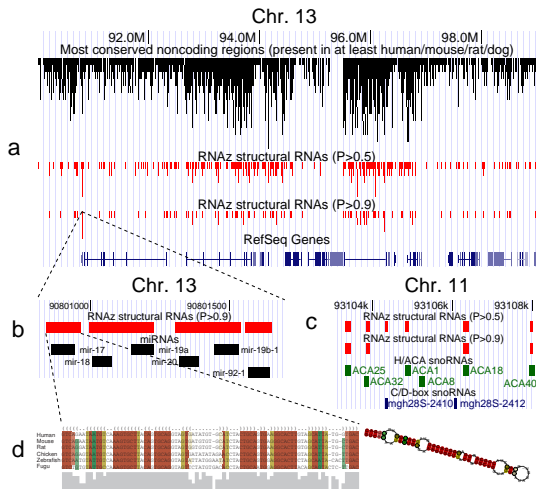 Chr. 13
92.0M 94.0M 96.0M 98.0M
Most conserved noncoding regions (present in at least human/mouse/rat/dog)
a
RNAz structural RNAs (P>0.5)
RNAz structural RNAs (P>0.9)
RefSeq Genes
Chr. 13
90801000 90801500
b
RNAz structural RNAs (P>0.9)
miRNAs
mir-17 mir-19a mir-19b-1
mir-18 mir-20 mir-92-1
Chr. 11
93104k 93106k 93108k
c
RNAz structural RNAs (P>0.5)
RNAz structural RNAs (P>0.9)
H/ACA snoRNAs
ACA25 ACA1 ACA18
ACA32 ACA8 ACA40
C/D-box snoRNAs
mgh28S-2410 mgh28S-2412
d
Human
Mouse
Rat
Chicken
Zebrafish
Fugu